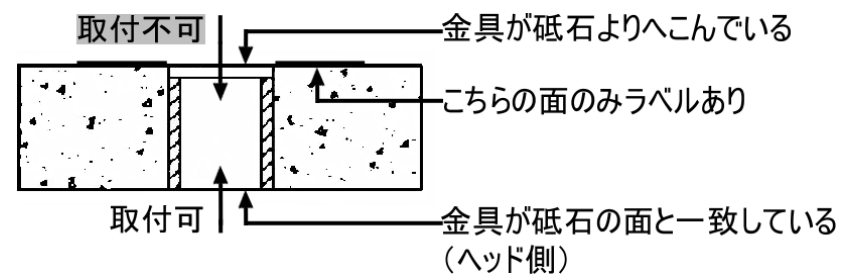 取付不可
金具が砥石よりへこんでいる
こちらの面のみラベルあり
取付可
金具が砥石の面と一致している
（ヘッド側）